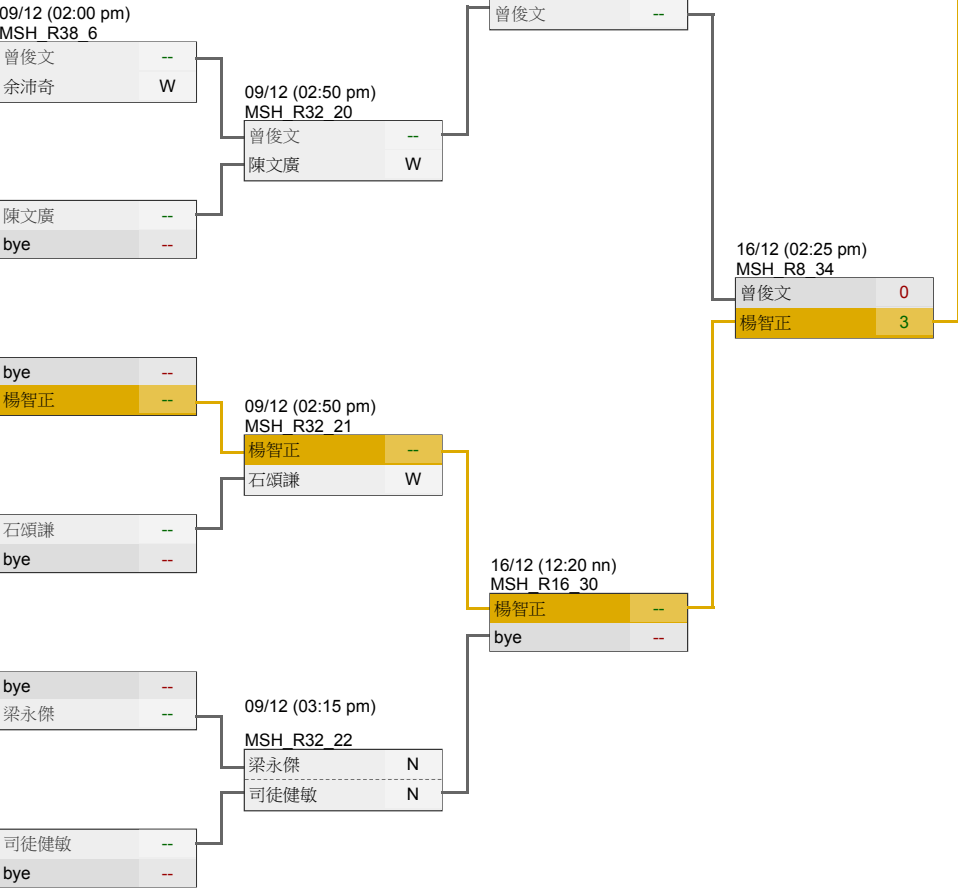 09/12 (02:00 pm)
MSH_R38_6
曾俊文 --
余沛奇 W
陳文廣 --
bye --
bye --
楊智正 --
石頌謙 --
bye --
bye --
梁永傑 --
司徒健敏 --
bye --
09/12 (02:50 pm)
MSH_R32_20
曾俊文 --
陳文廣 W
09/12 (02:50 pm)
MSH_R32_21
楊智正 --
石頌謙 W
09/12 (03:15 pm)
MSH_R32_22
梁永傑 N
司徒健敏 N
曾俊文 --
16/12 (12:20 nn)
MSH_R16_30
楊智正 --
bye --
16/12 (02:25 pm)
MSH_R8_34
曾俊文 0
楊智正 3